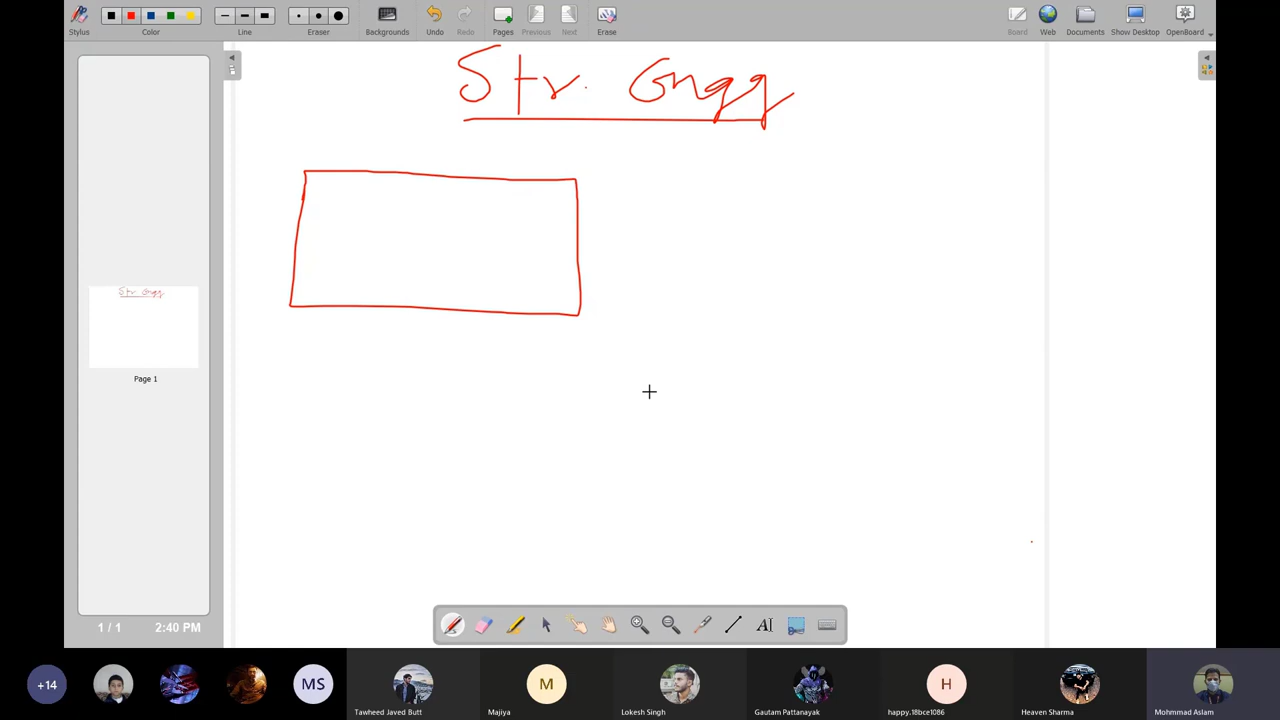 Stylus
Color
Line
Eraser
Backgrounds
Undo
Redo
Pages
Previous
Next
Erase
Board
Web
Documents
Show Desktop
OpenBoard
Str.
Page 1
1 / 1
2:40 PM
AI
+14
MS
Tawheed Javed Butt
M
Majiya
Lokesh Singh
Gautam Pattanayak
H
happy.18bce1086
Heaven Sharma
Mohmmad Aslam